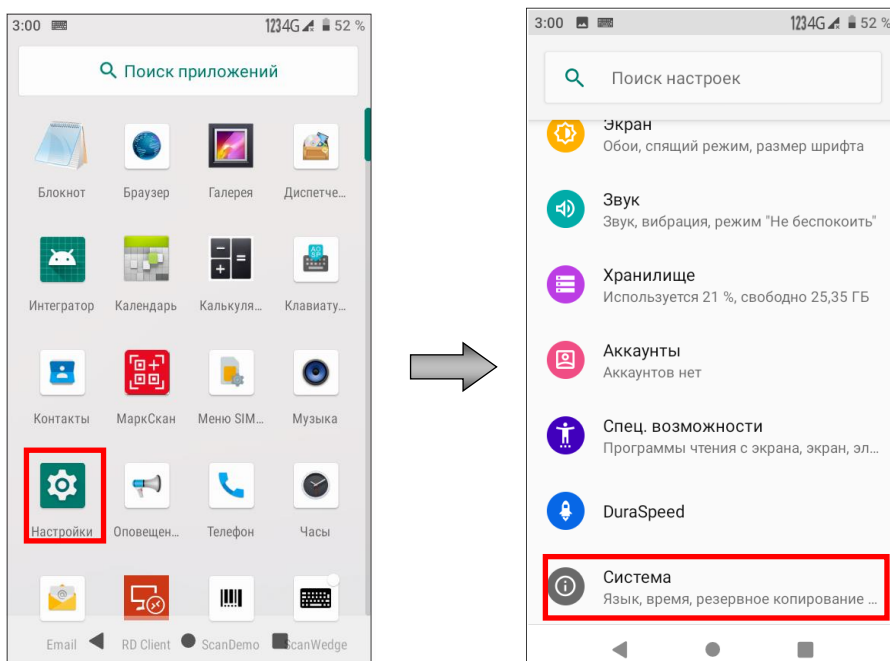 3:00 1234G 52 %
Поиск приложений
Блокнот Браузер Галерея Диспетче...
Интегратор Календарь Калькуля... Клавиату...
Контакты МаркСкан Меню SIM... Музыка
Настройки Оповещен... Телефон Часы
Email RD Client ScanDemo ScanWedge
3:00 1234G 52 %
Поиск настроек
Экран
Обои, спящий режим, размер шрифта
Звук
Звук, вибрация, режим "Не беспокоить"
Хранилище
Используется 21 %, свободно 25,35 ГБ
Аккаунты
Аккаунтов нет
Спец. возможности
Программы чтения с экрана, экран, эл...
DuraSpeed
Система
Язык, время, резервное копирование ...